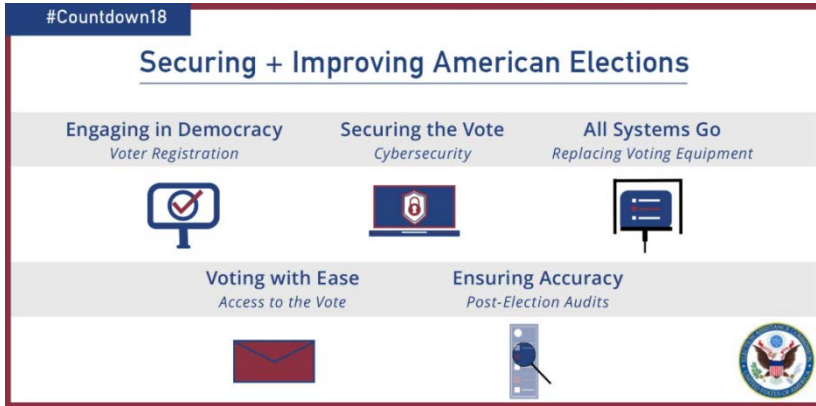 #Countdown18
Securing + Improving American Elections
Engaging in Democracy
Voter Registration
Securing the Vote
Cybersecurity
All Systems Go
Replacing Voting Equipment
Voting with Ease
Access to the Vote
Ensuring Accuracy
Post-Election Audits